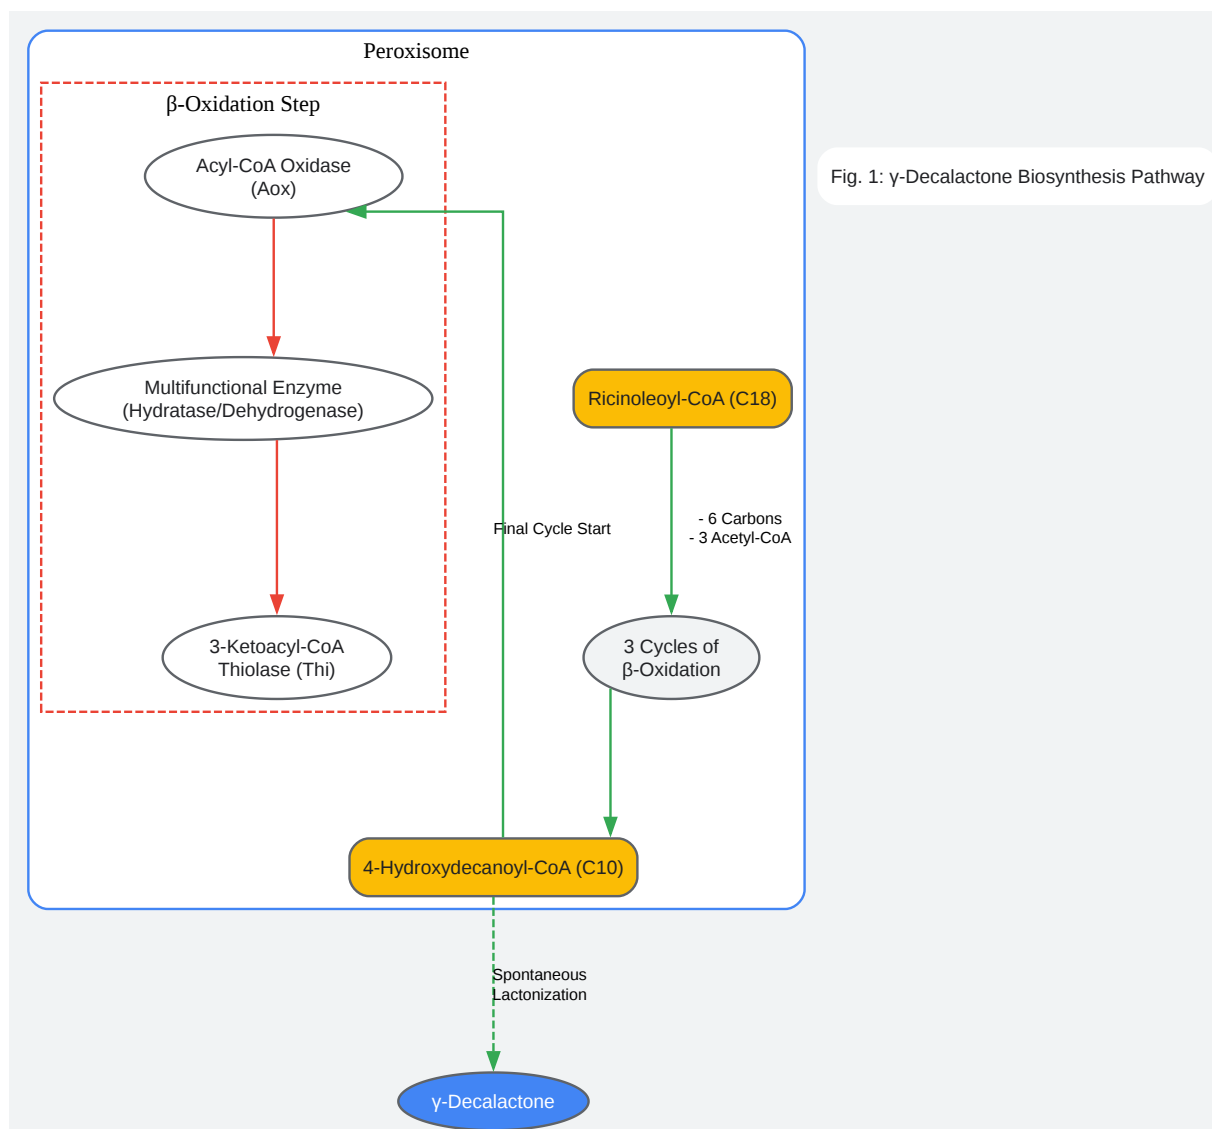 Peroxisome
β-Oxidation Step
Acyl-CoA Oxidase
(Aox)
Fig. 1: γ-Decalactone Biosynthesis Pathway
Multifunctional Enzyme
(Hydratase/Dehydrogenase)
Ricinoleoyl-CoA (C18)
Final Cycle Start
- 6 Carbons
- 3 Acetyl-CoA
3-Ketoacyl-CoA
Thiolase (Thi)
3 Cycles of
β-Oxidation
4-Hydroxydecanoyl-CoA (C10)
Spontaneous
Lactonization
γ-Decalactone